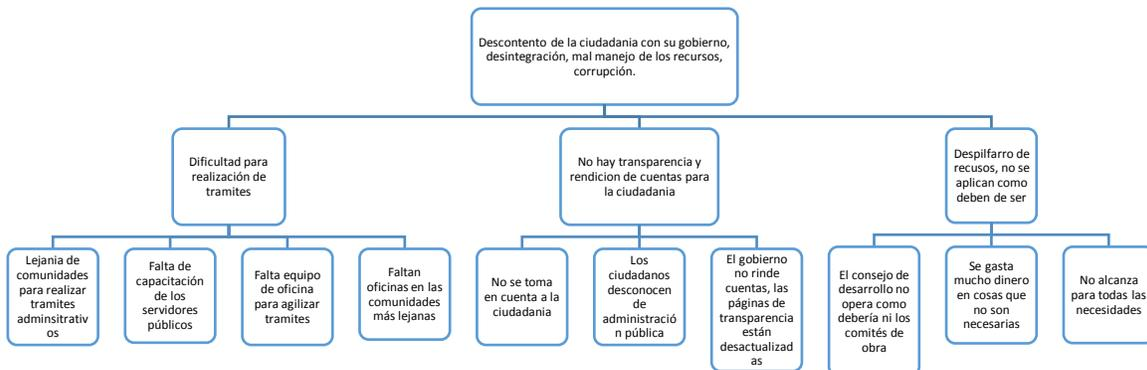 Descontento de la ciudadania con su gobierno,
desintegración, mal manejo de los recursos,
corrupción.
Dificultad para
realización de
tramites
No hay transparencia y
rendicion de cuentas para
la ciudadania
Despilfarro de
recusos, no se
aplican como
deben de ser
Lejania de
comunidades
para realizar
tramites
adminsitrativ
os
Falta de
capacitación
de los
servidores
públicos
Falta equipo
de oficina
para agilizar
tramites
Faltan
oficinas en las
comunidades
más lejanas
No se toma
en cuenta a la
ciudadania
Los
ciudadanos
desconocen
de
administració
n pública
El gobierno
no rinde
cuentas, las
páginas de
transparencia
están
desactualizad
as
El consejo de
desarrollo no
opera como
debería ni los
comités de
obra
Se gasta
mucho dinero
en cosas que
no son
necesarias
No alcanza
para todas las
necesidades